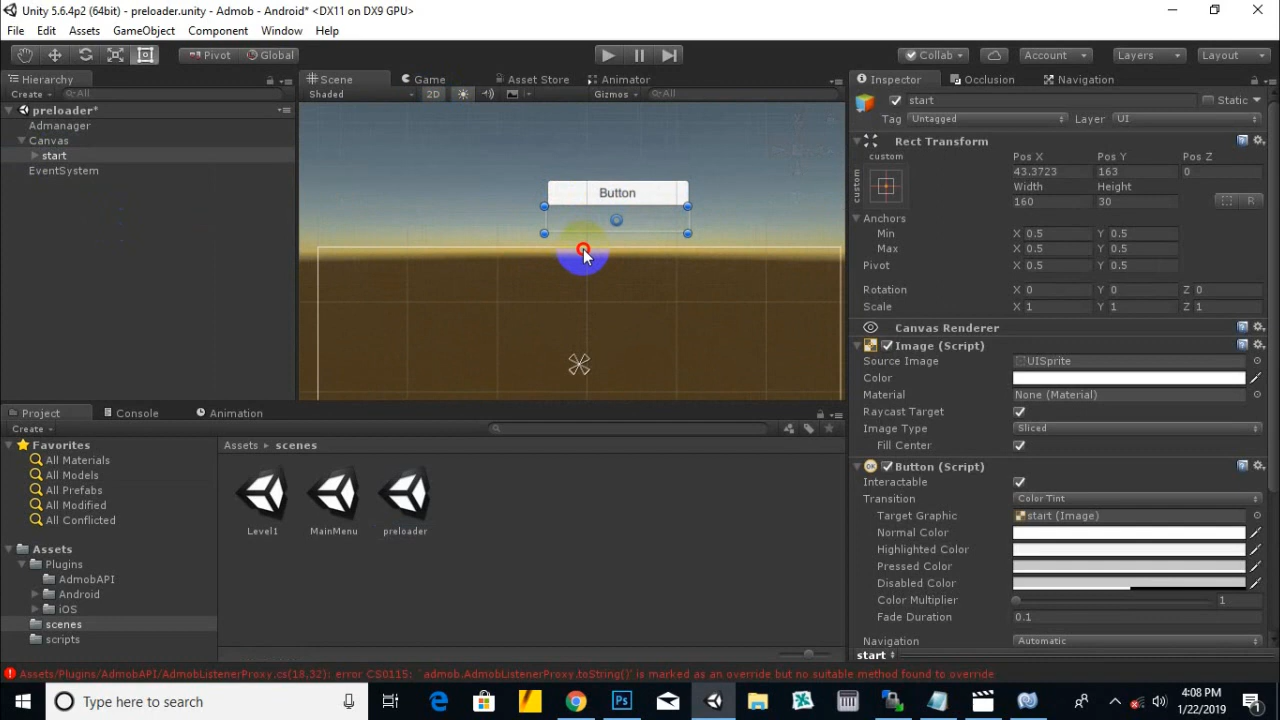 Unity 5.6.4p2 (64bit) - preloader.unity - Admob - Android* <DX11 on DX9 GPU>
File Edit Assets GameObject Component Window Help
Pivot Global Collab Account Layers Layout
Hierarchy Scene Game Asset Store Animator Inspector Occlusion Navigation
Create All Shaded 2D Gizmos All start Static
preloader*
Tag Untagged Layer UI
Admanager
Canvas
start
EventSystem
Rect Transform
custom Pos X Pos Y Pos Z
custom 43.3723 163 0
Width Height
160 30 R
Button
Anchors
Min X 0.5 Y 0.5
Max X 0.5 Y 0.5
Pivot X 0.5 Y 0.5
Rotation X 0 Y 0 Z 0
Scale X 1 Y 1 Z 1
Canvas Renderer
Image (Script)
Source Image UISprite
Color
Material None (Material)
Raycast Target
Image Type Sliced
Fill Center
Button (Script)
Interactable
Transition Color Tint
Target Graphic start (Image)
Normal Color
Highlighted Color
Pressed Color
Disabled Color
Color Multiplier 1
Fade Duration 0.1
Navigation Automatic
start
Project Console Animation
Create
Favorites
All Materials
All Models
All Prefabs
All Modified
All Conflicted
Assets
Plugins
AdmobAPI
Android
iOS
scenes
scripts
Assets scenes
Level1 MainMenu preloader
Assets/Plugins/AdmobAPI/AdmobListenerProxy.cs(18,32): error CS0115: `admob.AdmobListenerProxy.toString()' is marked as an override but no suitable method found to override
Type here to search
4:08 PM
1/22/2019
1